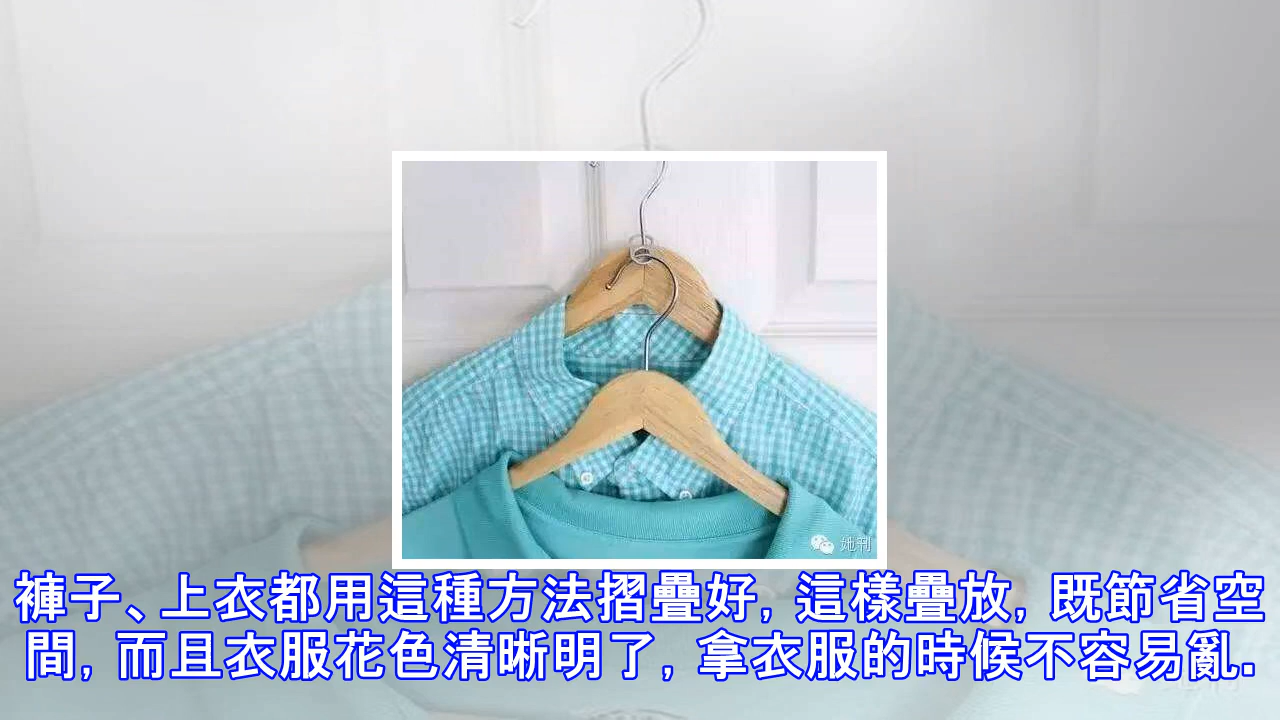 她刊
褲子、上衣都用這種方法摺疊好, 這樣疊放, 既節省空
間, 而且衣服花色清晰明了, 拿衣服的時候不容易亂.